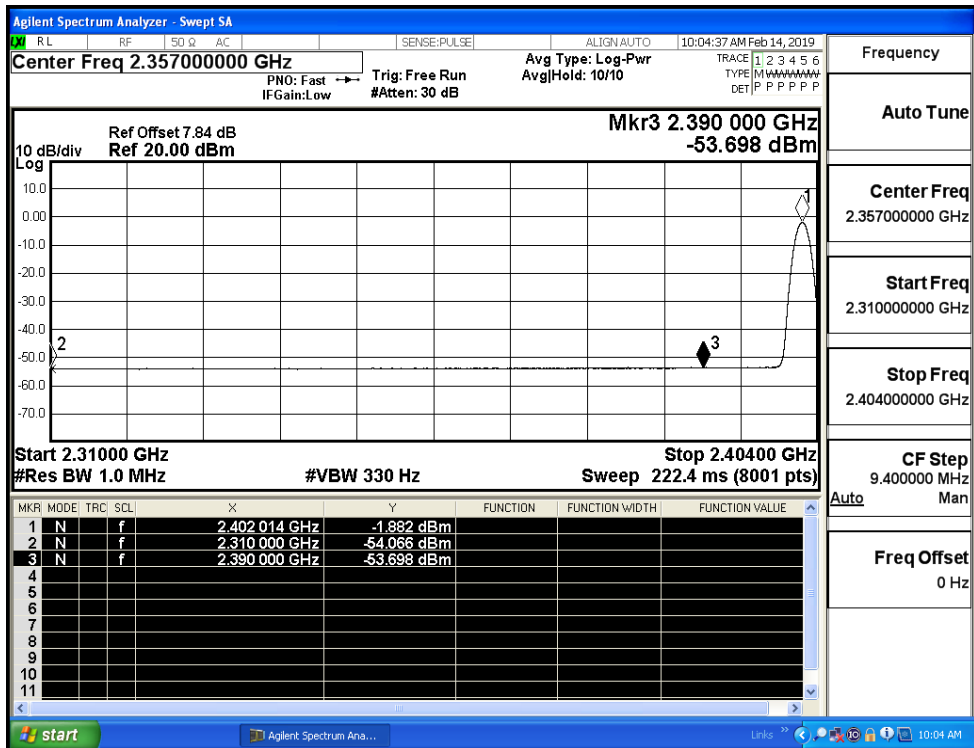 Agilent Spectrum Analyzer - Swept SA
LXI RL RF 50 Ω AC SENSE:PULSE ALIGN AUTO 10:04:37 AM Feb 14, 2019
Center Freq 2.357000000 GHz
PNO: Fast
IFGain:Low
Trig: Free Run
#Atten: 30 dB
Avg Type: Log-Pwr
Avg|Hold: 10/10
TRACE 1 2 3 4 5 6
TYPE M WWWWW
DET P P P P P P
Frequency
Auto Tune
Center Freq
2.357000000 GHz
Start Freq
2.310000000 GHz
Stop Freq
2.404000000 GHz
CF Step
9.400000 MHz
Auto Man
Freq Offset
0 Hz
Mkr3 2.390 000 GHz
-53.698 dBm
Ref Offset 7.84 dB
10 dB/div Ref 20.00 dBm
Log
10.0
0.00
-10.0
-20.0
-30.0
-40.0
-50.0
-60.0
-70.0
1
2
3
Start 2.31000 GHz Stop 2.40400 GHz
#Res BW 1.0 MHz #VBW 330 Hz Sweep 222.4 ms (8001 pts)
MKR MODE TRC SCL X Y FUNCTION FUNCTION WIDTH FUNCTION VALUE
1 N f 2.402 014 GHz -1.882 dBm
2 N f 2.310 000 GHz -54.066 dBm
3 N f 2.390 000 GHz -53.698 dBm
4
5
6
7
8
9
10
11
start Agilent Spectrum Ana... Links 10:04 AM